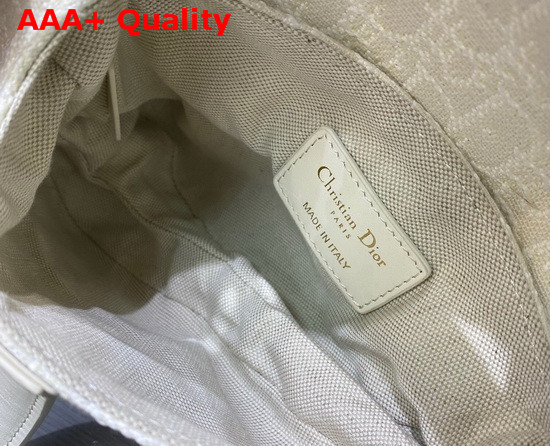 AAA+ Quality
Christian Dior
PARIS
MADE IN ITALY